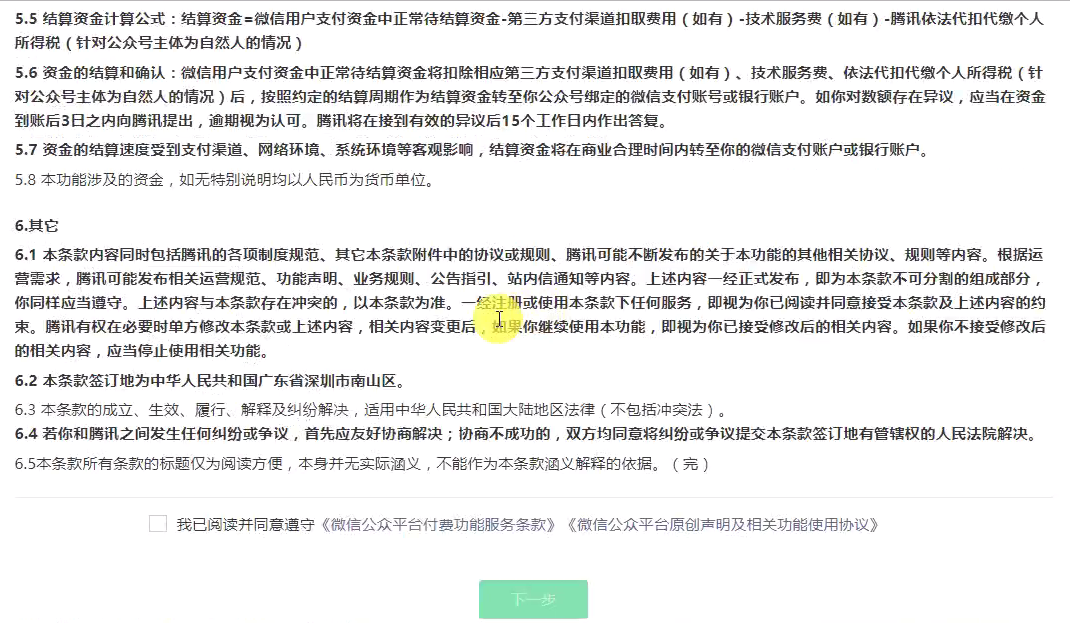 5.5 结算资金计算公式：结算资金=微信用户支付资金中正常待结算资金-第三方支付渠道扣取费用（如有）-技术服务费（如有）-腾讯依法代扣代缴个人
所得税（针对公众号主体为自然人的情况）
5.6 资金的结算和确认：微信用户支付资金中正常待结算资金将扣除相应第三方支付渠道扣取费用（如有）、技术服务费、依法代扣代缴个人所得税（针
对公众号主体为自然人的情况）后，按照约定的结算周期作为结算资金转至你公众号绑定的微信支付账号或银行账户。如你对数额存在异议，应当在资金
到账后3日之内向腾讯提出，逾期视为认可。腾讯将在接到有效的异议后15个工作日内作出答复。
5.7 资金的结算速度受到支付渠道、网络环境、系统环境等客观影响，结算资金将在商业合理时间内转至你的微信支付账户或银行账户。
5.8 本功能涉及的资金，如无特别说明均以人民币为货币单位。
6.其它
6.1 本条款内容同时包括腾讯的各项制度规范、其它本条款附件中的协议或规则、腾讯可能不断发布的关于本功能的其他相关协议、规则等内容。根据运
营需求，腾讯可能发布相关运营规范、功能声明、业务规则、公告指引、站内信通知等内容。上述内容一经正式发布，即为本条款不可分割的组成部分，
你同样应当遵守。上述内容与本条款存在冲突的，以本条款为准。一经注册或使用本条款下任何服务，即视为你已阅读并同意接受本条款及上述内容的约
束。腾讯有权在必要时单方修改本条款或上述内容，相关内容变更后，如果你继续使用本功能，即视为你已接受修改后的相关内容。如果你不接受修改后
的相关内容，应当停止使用相关功能。
6.2 本条款签订地为中华人民共和国广东省深圳市南山区。
6.3 本条款的成立、生效、履行、解释及纠纷解决，适用中华人民共和国大陆地区法律（不包括冲突法）。
6.4 若你和腾讯之间发生任何纠纷或争议，首先应友好协商解决；协商不成功的，双方均同意将纠纷或争议提交本条款签订地有管辖权的人民法院解决。
6.5本条款所有条款的标题仅为阅读方便，本身并无实际涵义，不能作为本条款涵义解释的依据。（完）
我已阅读并同意遵守《微信公众平台付费功能服务条款》《微信公众平台原创声明及相关功能使用协议》
下一步